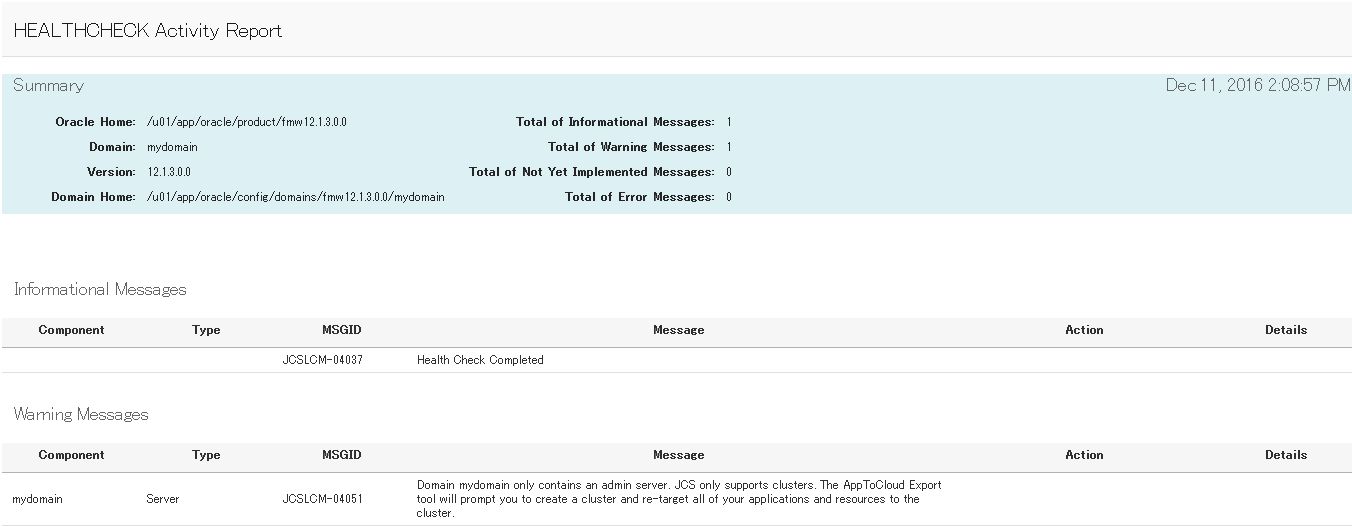 HEALTHCHECK Activity Report
Summary Dec 11, 2016 2:08:57 PM
Oracle Home: /u01/app/oracle/product/fmw12.1.3.0.0 Total of Informational Messages: 1
Domain: mydomain Total of Warning Messages: 1
Version: 12.1.3.0.0 Total of Not Yet Implemented Messages: 0
Domain Home: /u01/app/oracle/config/domains/fmw12.1.3.0.0/mydomain Total of Error Messages: 0
Informational Messages
Component Type MSGID Message Action Details
JCSLCM-04037 Health Check Completed
Warning Messages
Component Type MSGID Message Action Details
mydomain Server JCSLCM-04051 Domain mydomain only contains an admin server. JCS only supports clusters. The AppToCloud Export
tool will prompt you to create a cluster and re-target all of your applications and resources to the
cluster.